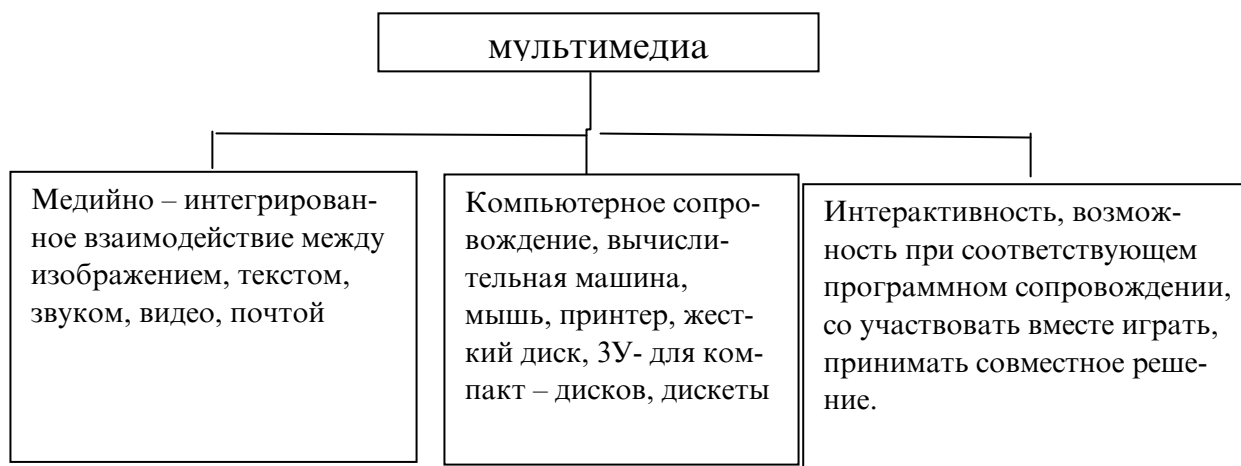 мультимедиа
Медийно – интегрирован-
ное взаимодействие между
изображением, текстом,
звуком, видео, почтой
Компьютерное сопро-
вождение, вычисли-
тельная машина,
мышь, принтер, жест-
кий диск, ЗУ- для ком-
пакт – дисков, дискеты
Интерактивность, возмож-
ность при соответствующем
программном сопровождении,
со участвовать вместе играть,
принимать совместное реше-
ние.